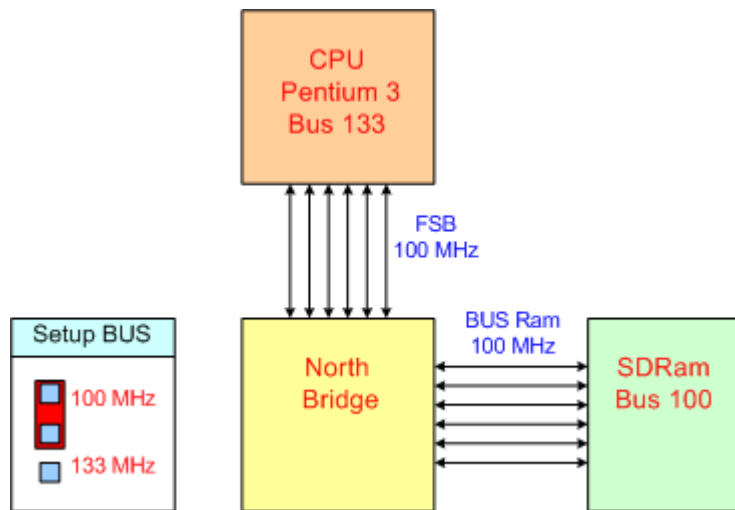 CPU
Pentium 3
Bus 133
FSB
100 MHz
Setup BUS
100 MHz
133 MHz
North
Bridge
BUS Ram
100 MHz
SDRam
Bus 100